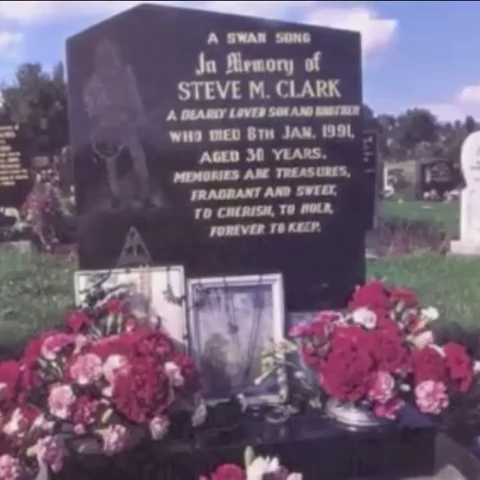 A SWAN SONG
In Memory of
STEVE M. CLARK
A DEARLY LOVED SON AND BROTHER
WHO DIED 8TH JAN. 1991,
AGED 30 YEARS.
MEMORIES ARE TREASURES,
FRAGRANT AND SWEET,
TO CHERISH, TO HOLD,
FOREVER TO KEEP.